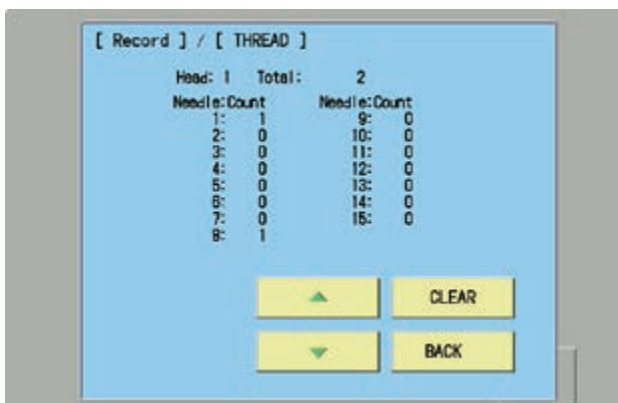 [ Record ] / [ THREAD ]
Head: 1 Total: 2
Needle:Count Needle:Count
1: 1 9: 0
2: 0 10: 0
3: 0 11: 0
4: 0 12: 0
5: 0 13: 0
6: 0 14: 0
7: 0 15: 0
8: 1
CLEAR
BACK